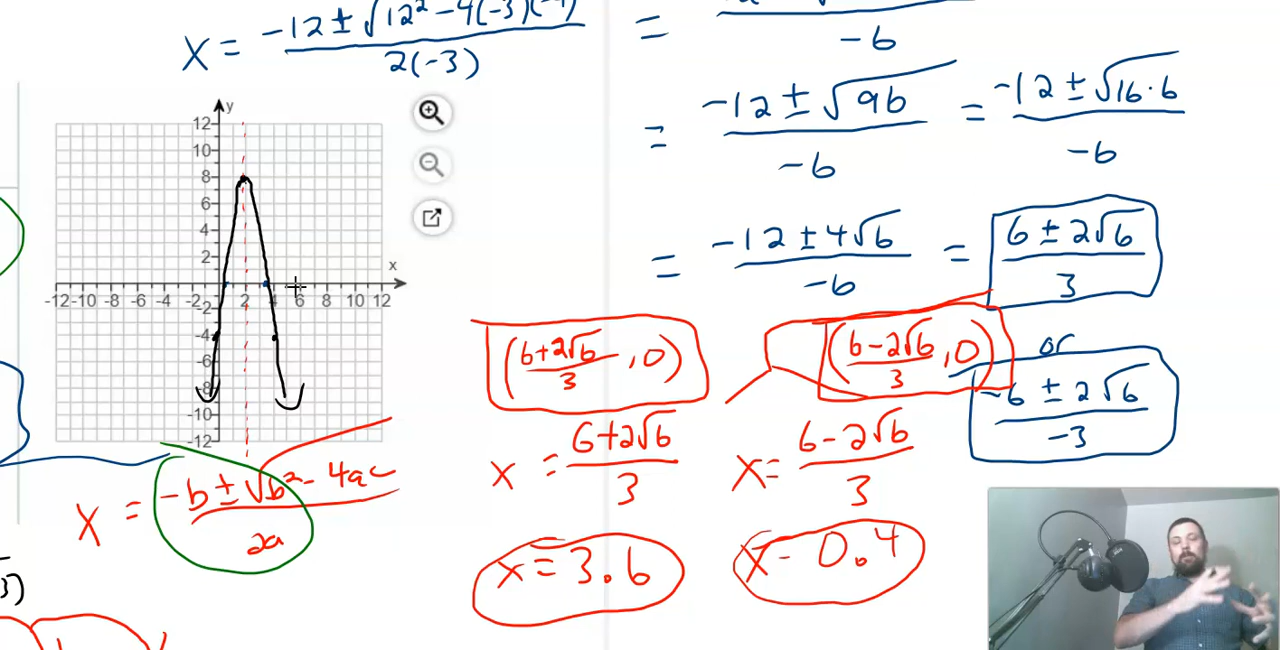 X = -12 ± √12² - 4(-3)(-4) / 2(-3)
= / -6
= -12 ± √96 / -6 = -12 ± √16·6 / -6
= -12 ± 4√6 / -6 = 6 ± 2√6 / 3
or
-6 ± 2√6 / -3
y
12
10
8
6
4
2
x
-12 -10 -8 -6 -4 -2 2 4 6 8 10 12
-2
-4
-6
-8
-10
-12
X = -b ± √b² - 4ac / 2a
3)
(6+2√6 / 3 , 0) (6-2√6 / 3 , 0)
x = 6+2√6 / 3 x = 6-2√6 / 3
x = 3.6 x - 0.4